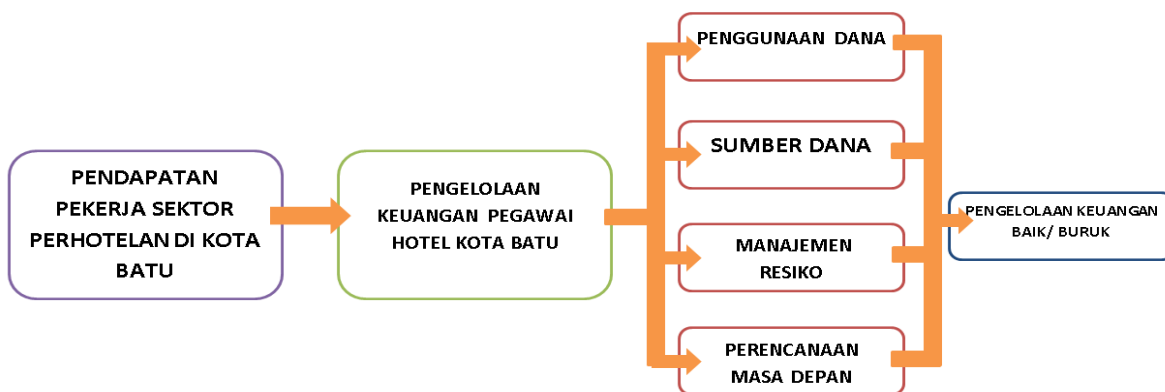 PENDAPATAN
PEKERJA SEKTOR
PERHOTELAN DI KOTA
BATU
PENGELOLAAN
KEUANGAN PEGAWAI
HOTEL KOTA BATU
PENGGUNAAN DANA
SUMBER DANA
MANAJEMEN
RESIKO
PERENCANAAN
MASA DEPAN
PENGELOLAAN KEUANGAN
BAIK/ BURUK